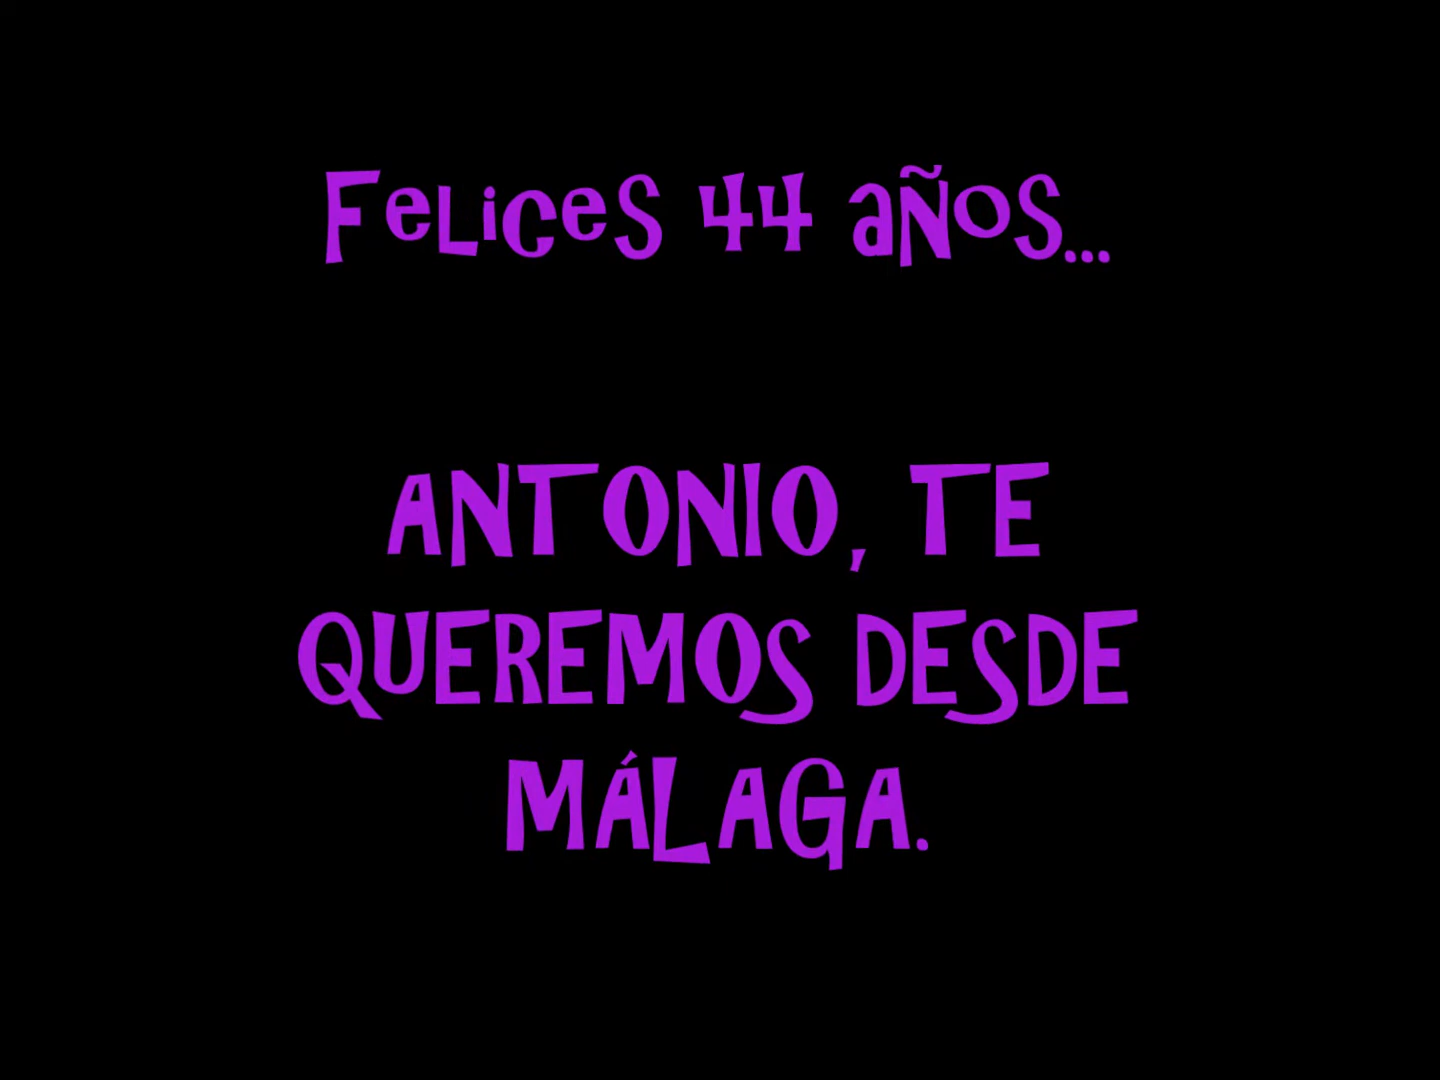 Felices 44 años...
ANTONIO, TE
QUEREMOS DESDE
MÁLAGA.